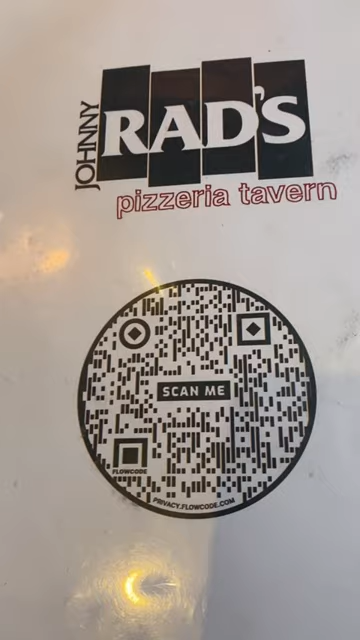 JOHNNY
RAD'S
pizzeria tavern
SCAN ME
FLOWCODE
PRIVACY.FLOWCODE.COM